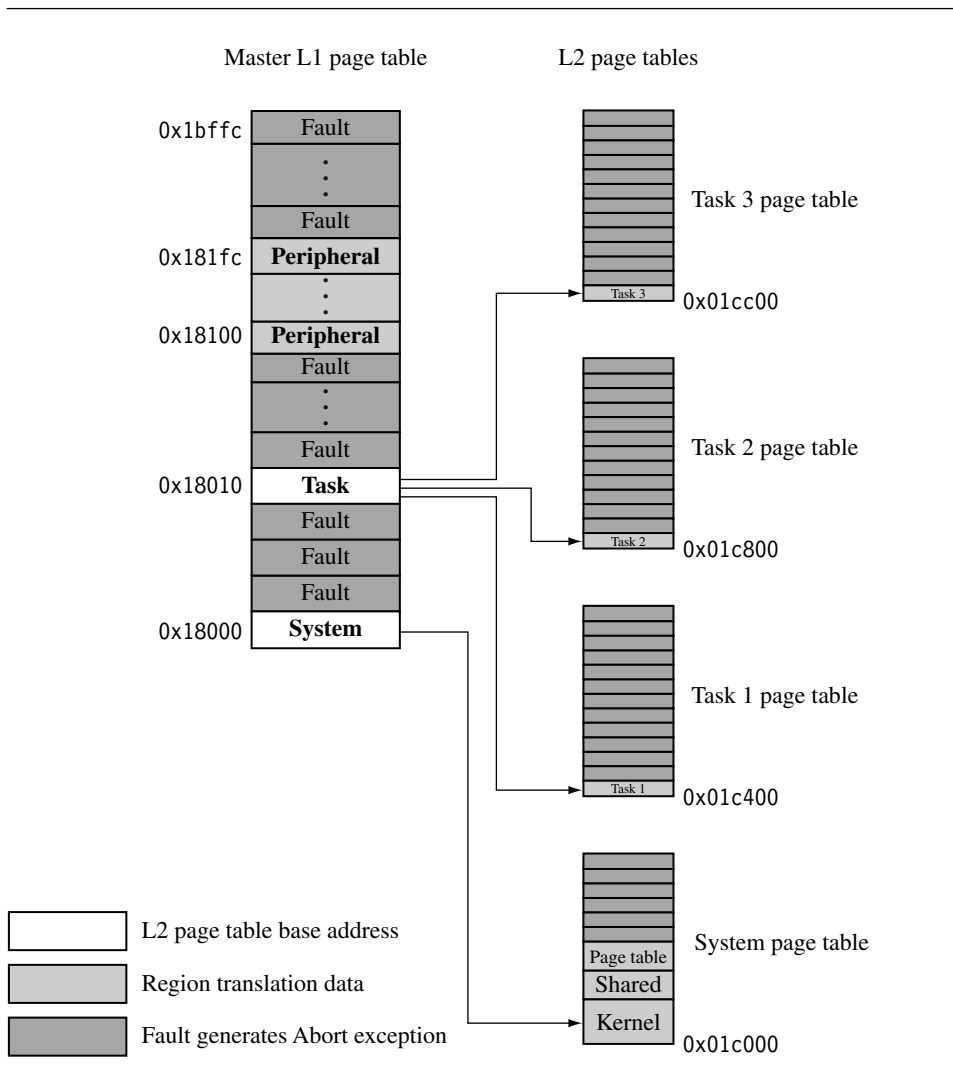 Master L1 page table
L2 page tables
0x1bffc
Fault
Fault
0x181fc
Peripheral
0x18100
Peripheral
Fault
Fault
0x18010
Task
Fault
Fault
Fault
0x18000
System
Task 3 page table
Task 3
0x01cc00
Task 2 page table
Task 2
0x01c800
Task 1 page table
Task 1
0x01c400
System page table
Page table
Shared
Kernel
0x01c000
L2 page table base address
Region translation data
Fault generates Abort exception